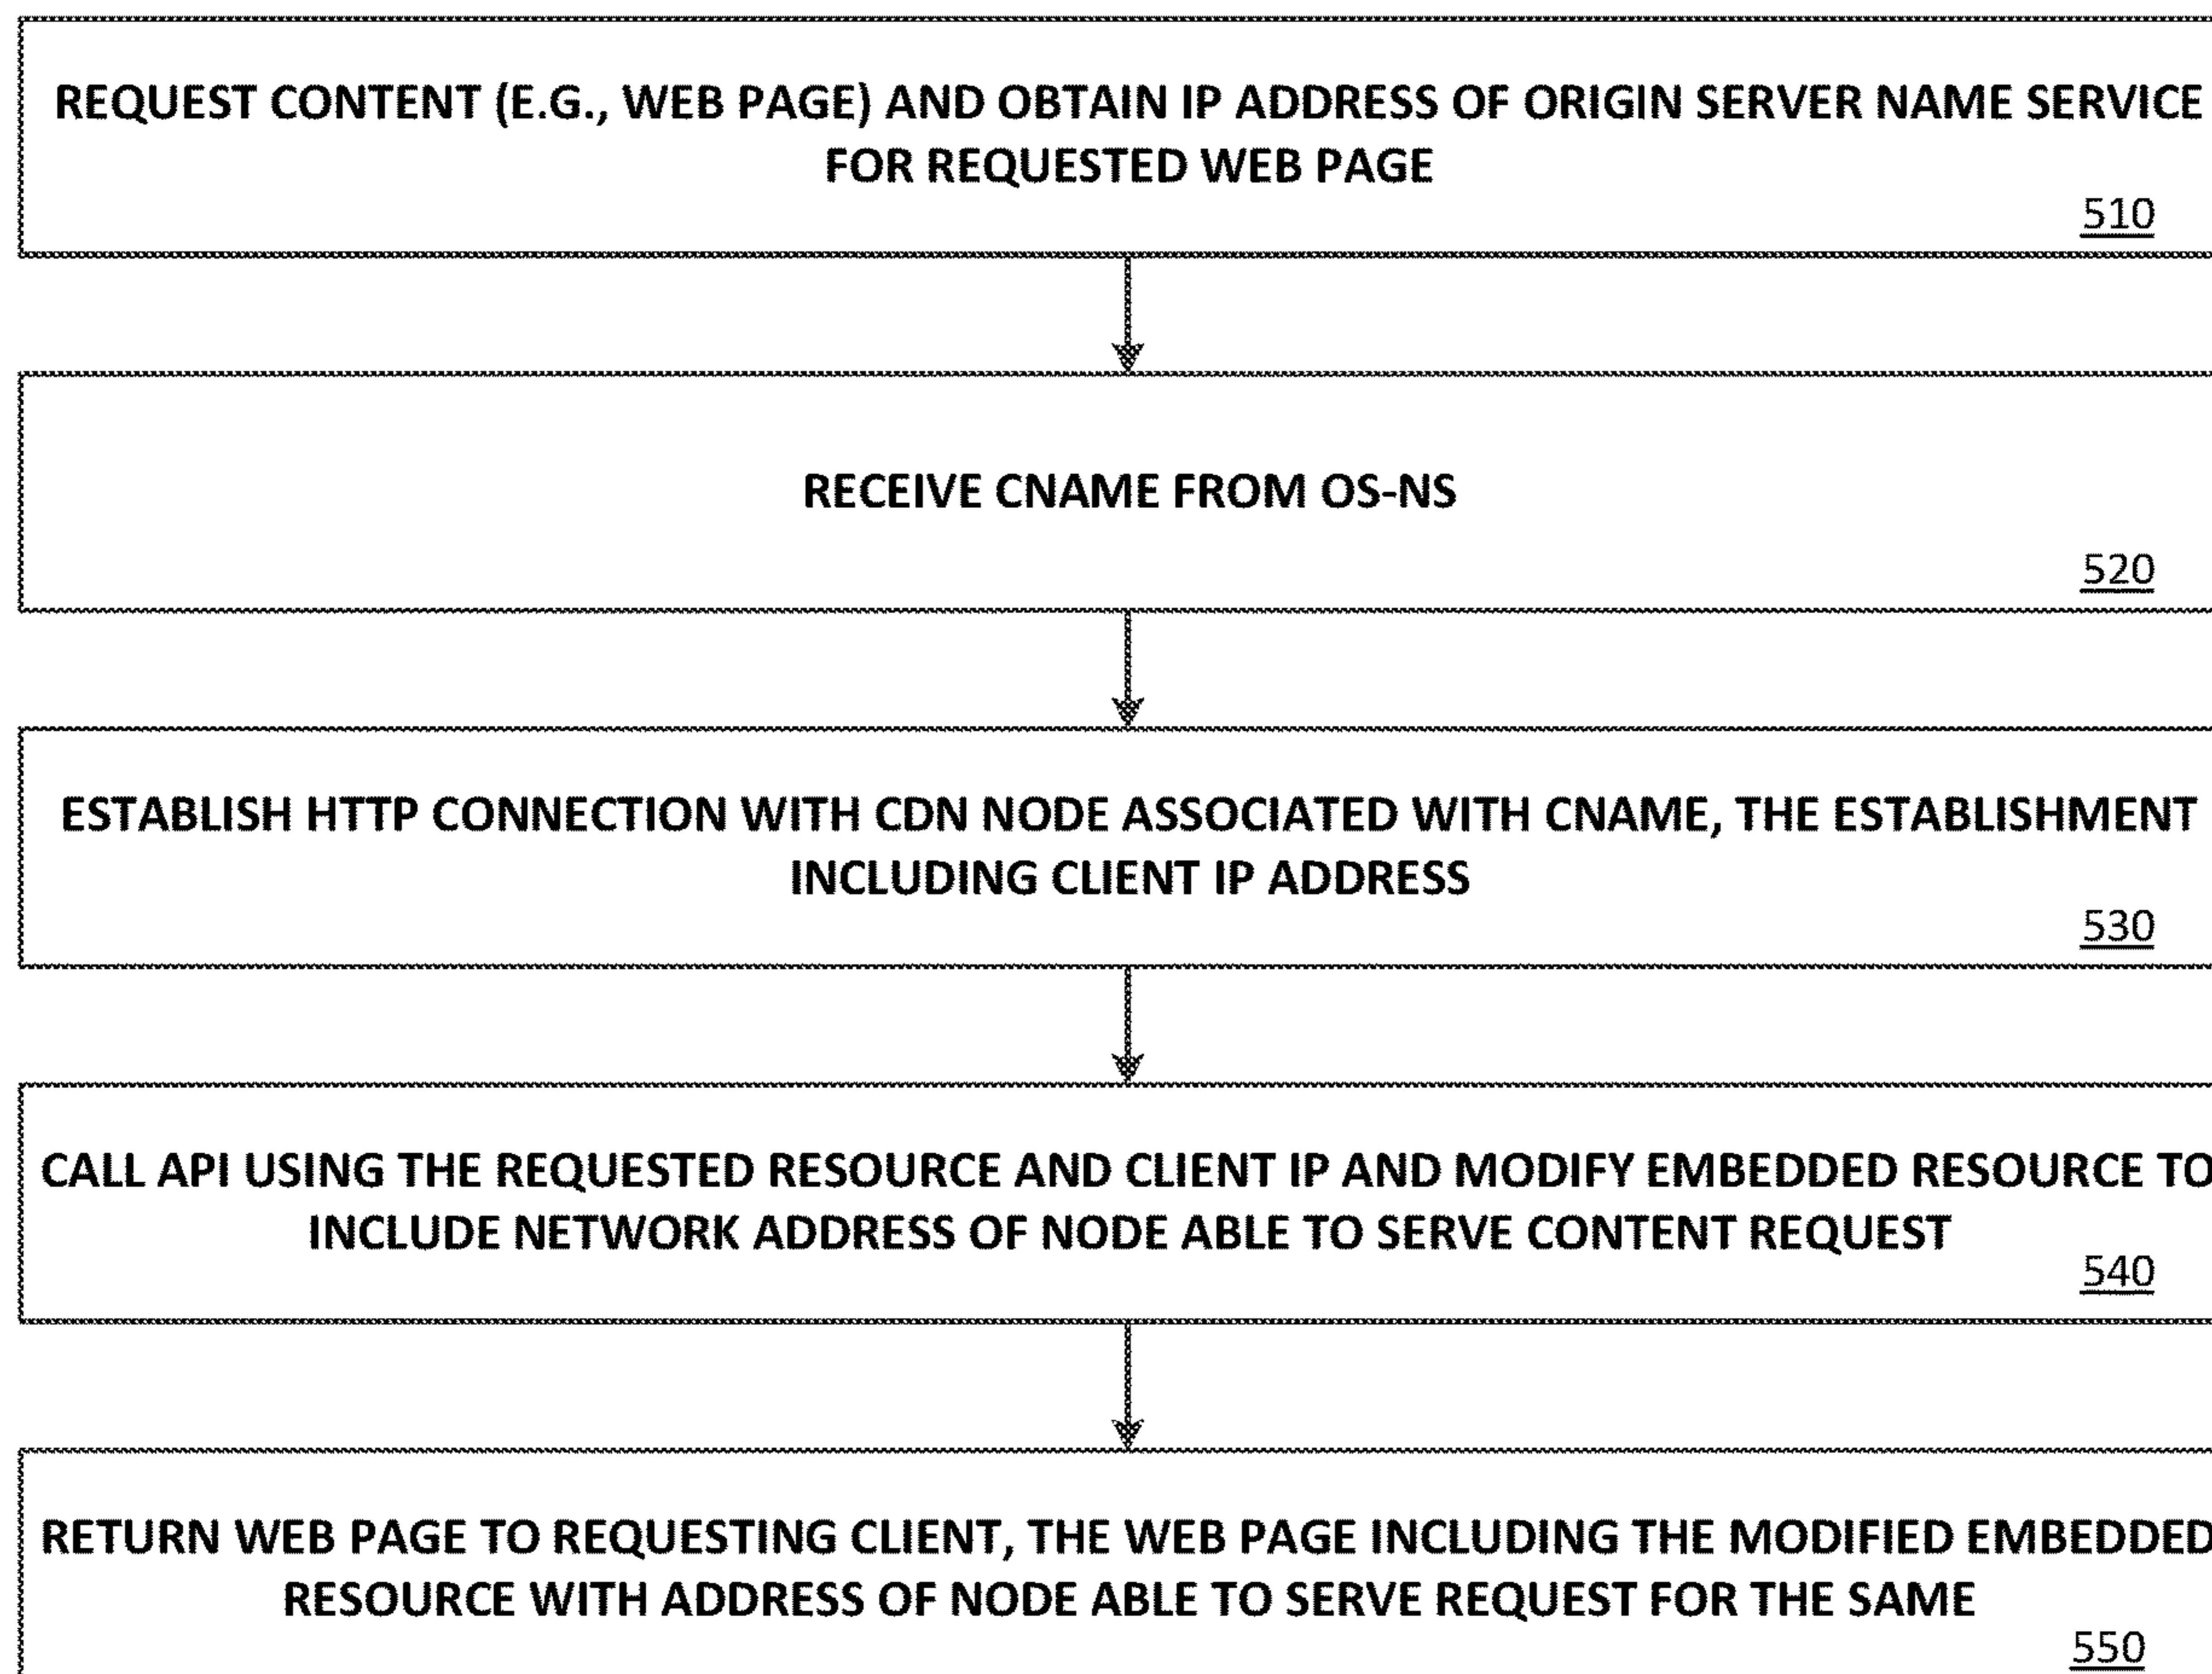 REQUEST CONTENT (E.G., WEB PAGE) AND OBTAIN IP ADDRESS OF ORIGIN SERVER NAME SERVICE
FOR REQUESTED WEB PAGE
510
RECEIVE CNAME FROM OS-NS
520
ESTABLISH HTTP CONNECTION WITH CDN NODE ASSOCIATED WITH CNAME, THE ESTABLISHMENT
INCLUDING CLIENT IP ADDRESS
530
CALL API USING THE REQUESTED RESOURCE AND CLIENT IP AND MODIFY EMBEDDED RESOURCE TO
INCLUDE NETWORK ADDRESS OF NODE ABLE TO SERVE CONTENT REQUEST
540
RETURN WEB PAGE TO REQUESTING CLIENT, THE WEB PAGE INCLUDING THE MODIFIED EMBEDDED
RESOURCE WITH ADDRESS OF NODE ABLE TO SERVE REQUEST FOR THE SAME
550